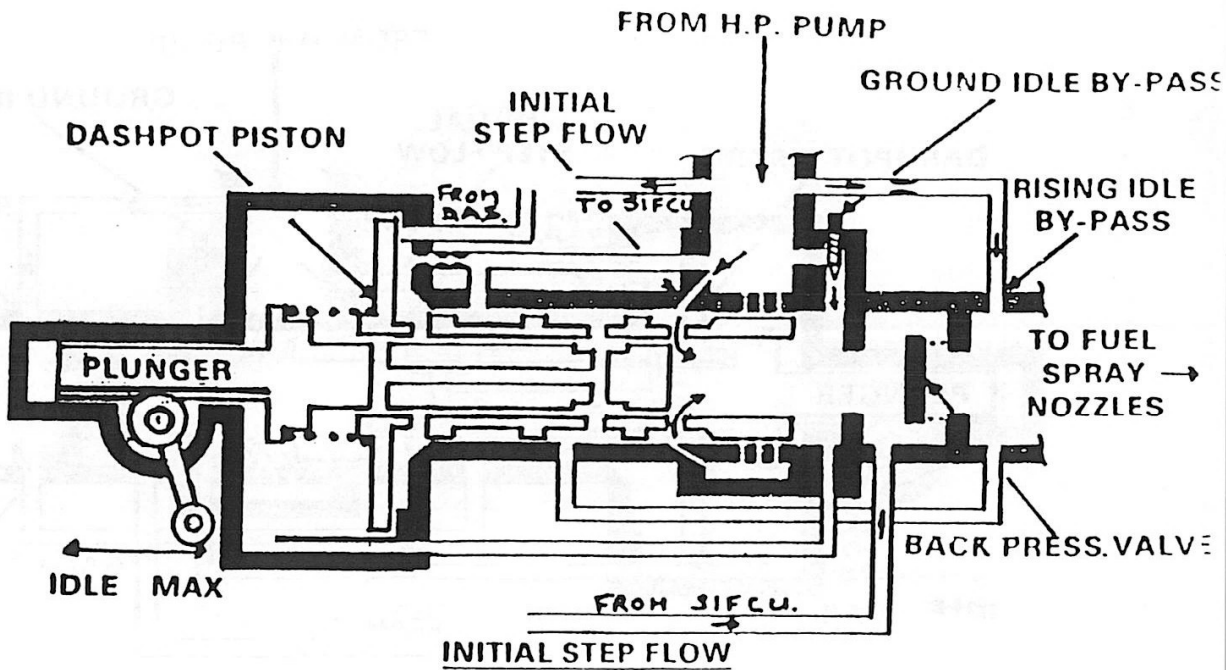 FROM H.P. PUMP
GROUND IDLE BY-PASS
INITIAL
STEP FLOW
DASHPOT PISTON
FROM
DAS.
TO SIFCU
RISING IDLE
BY-PASS
PLUNGER
TO FUEL
SPRAY
NOZZLES
BACK PRESS. VALVE
IDLE MAX
FROM SIFCU.
INITIAL STEP FLOW